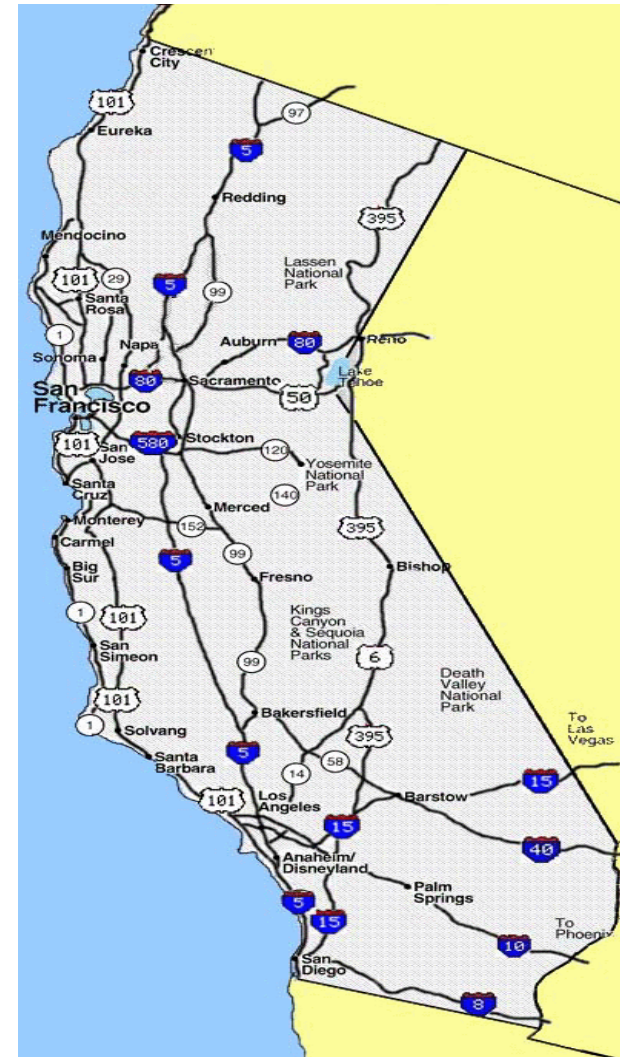 Crescent
City
101
97
Eureka
5
Redding
395
Mendocino
Lassen
National
Park
101
29
5
99
Santa
Rosa
1
Auburn
80
Reno
Sonoma
Napa
80
Sacramento
Lake
Tahoe
50
San
Francisco
101
580
Stockton
San
Jose
120
Yosemite
National
Park
140
Santa
Cruz
Merced
Monterey
152
395
Carmel
99
5
Big
Sur
Fresno
Bishop
1
101
Kings
Canyon
& Sequoia
National
Parks
San
Simeon
6
99
Death
Valley
National
Park
101
1
Bakersfield
To
Las
Vegas
Solvang
395
5
58
Santa
Barbara
14
15
101
Los
Angeles
Barstow
15
40
Anaheim/
Disneyland
Palm
Springs
5
15
To
Phoenix
10
San
Diego
8